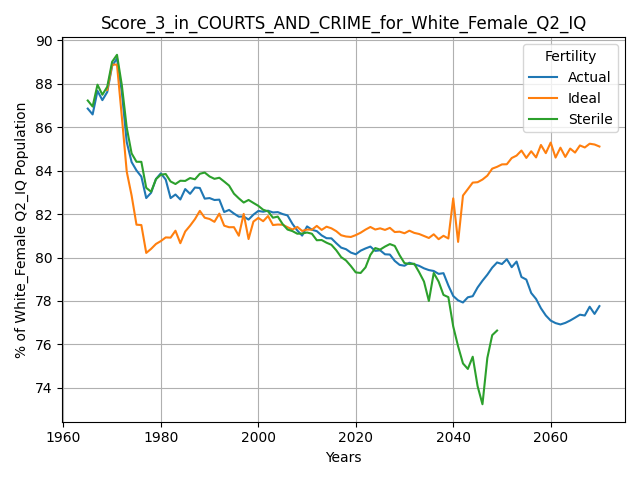 Score_3_in_COURTS_AND_CRIME_for_White_Female_Q2_IQ
90
88
86
84
82
80
78
76
74
% of White_Female Q2_IQ Population
Fertility
Actual
Ideal
Sterile
1960 1980 2000 2020 2040 2060
Years